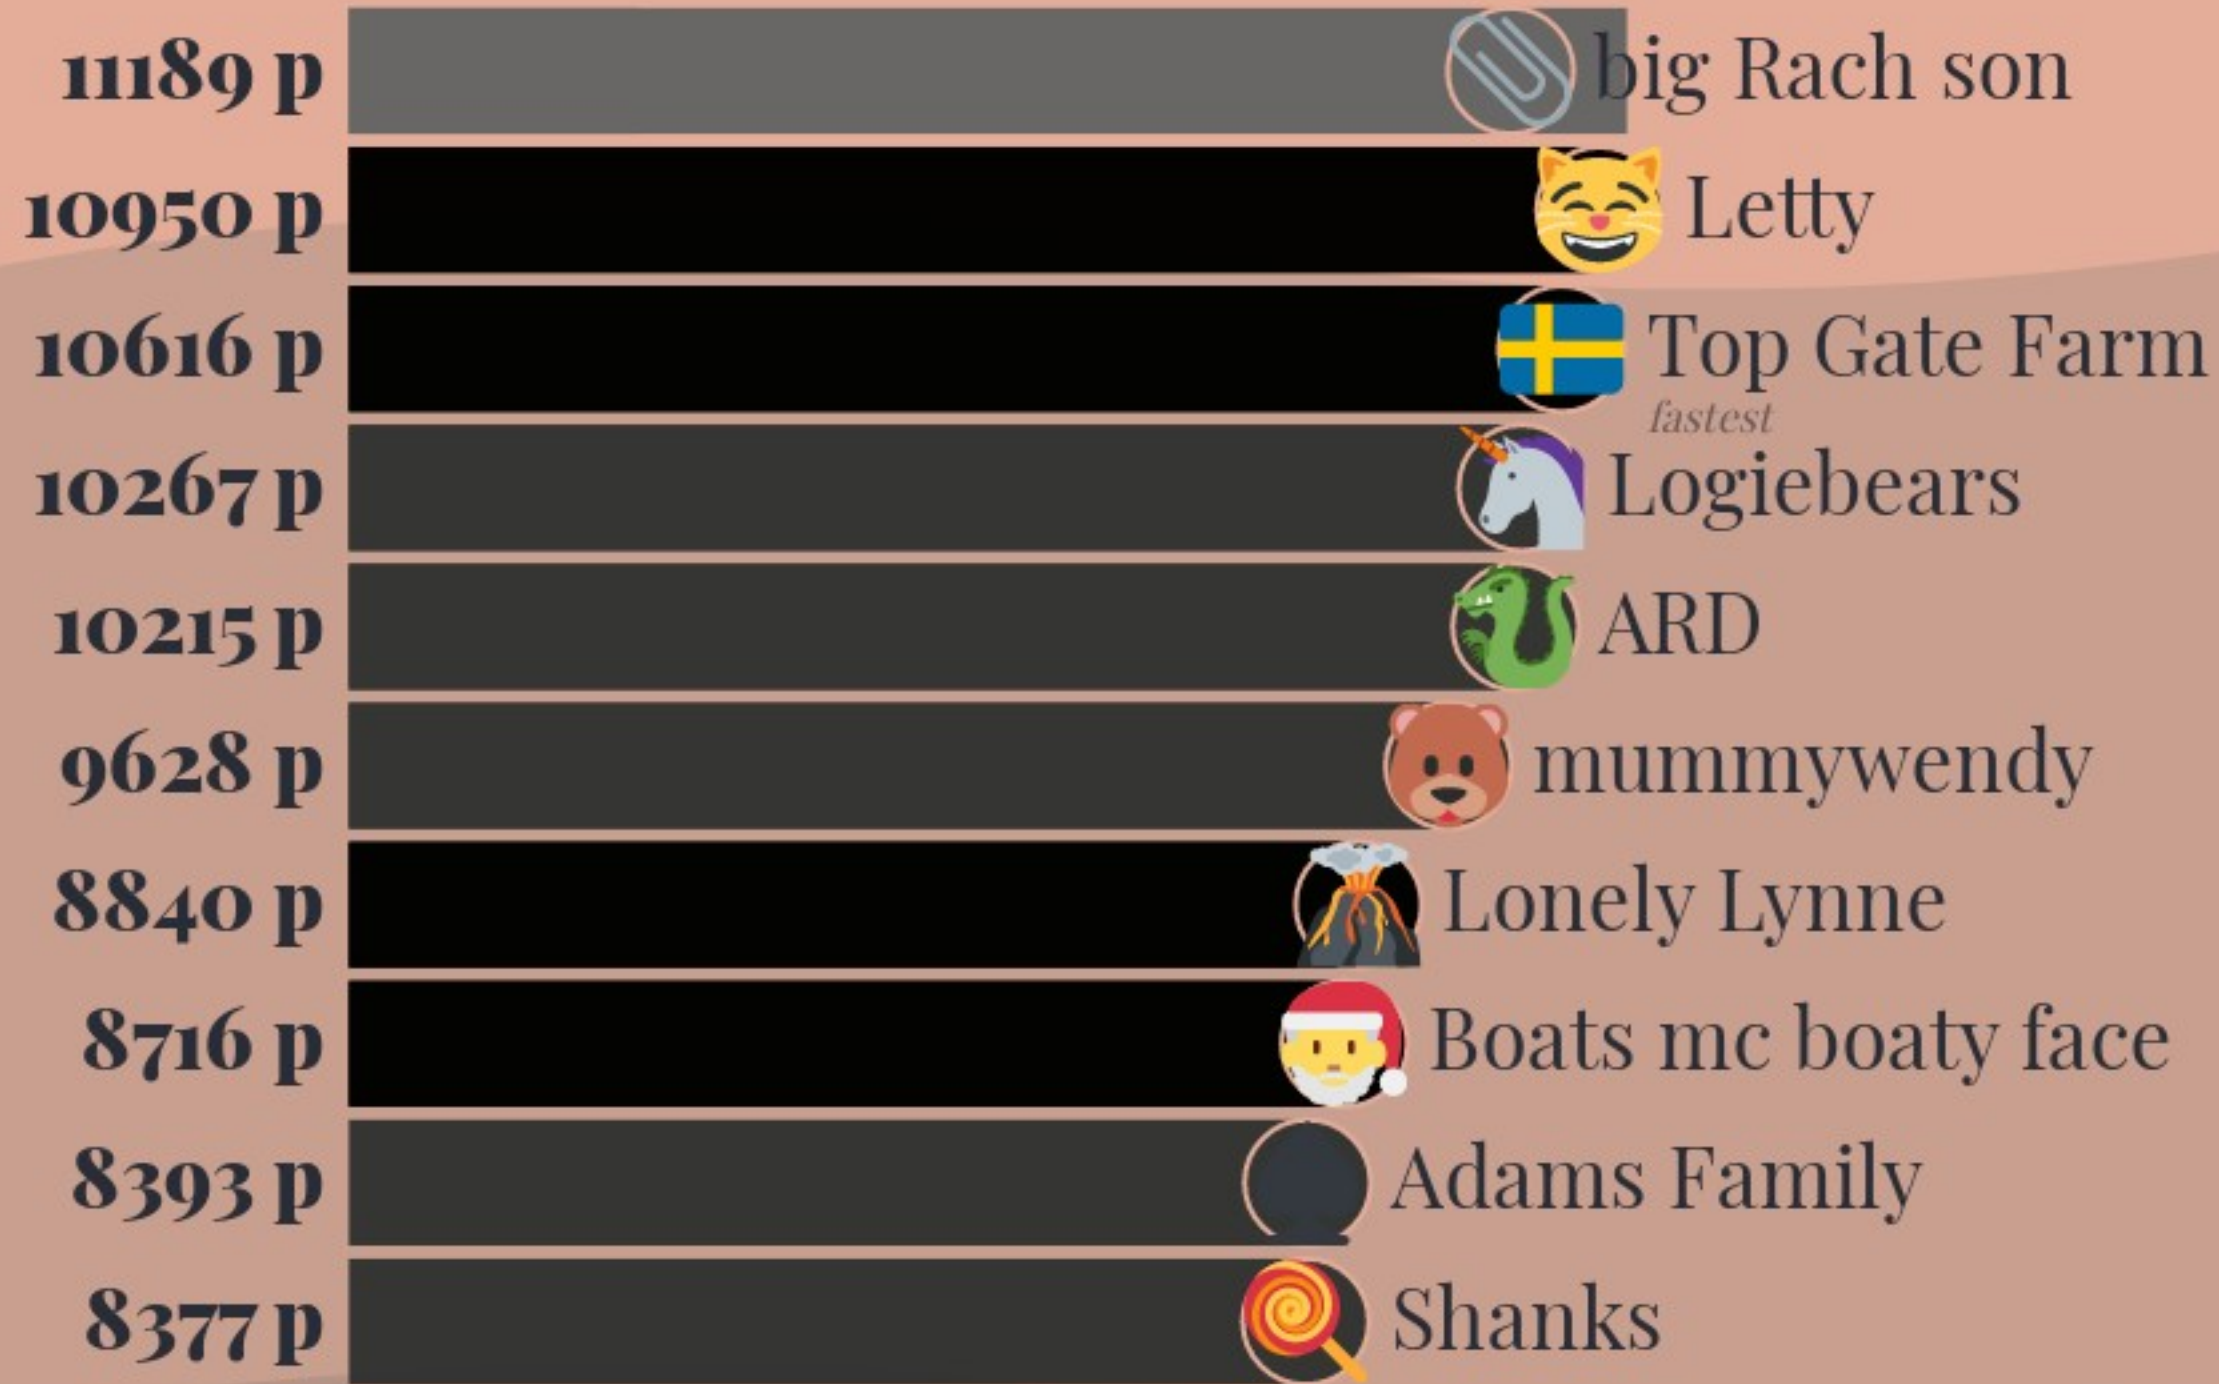 11189 p big Rach son
10950 p Letty
10616 p Top Gate Farm
fastest
10267 p Logiebears
10215 p ARD
9628 p mummywendy
8840 p Lonely Lynne
8716 p Boats mc boaty face
8393 p Adams Family
8377 p Shanks